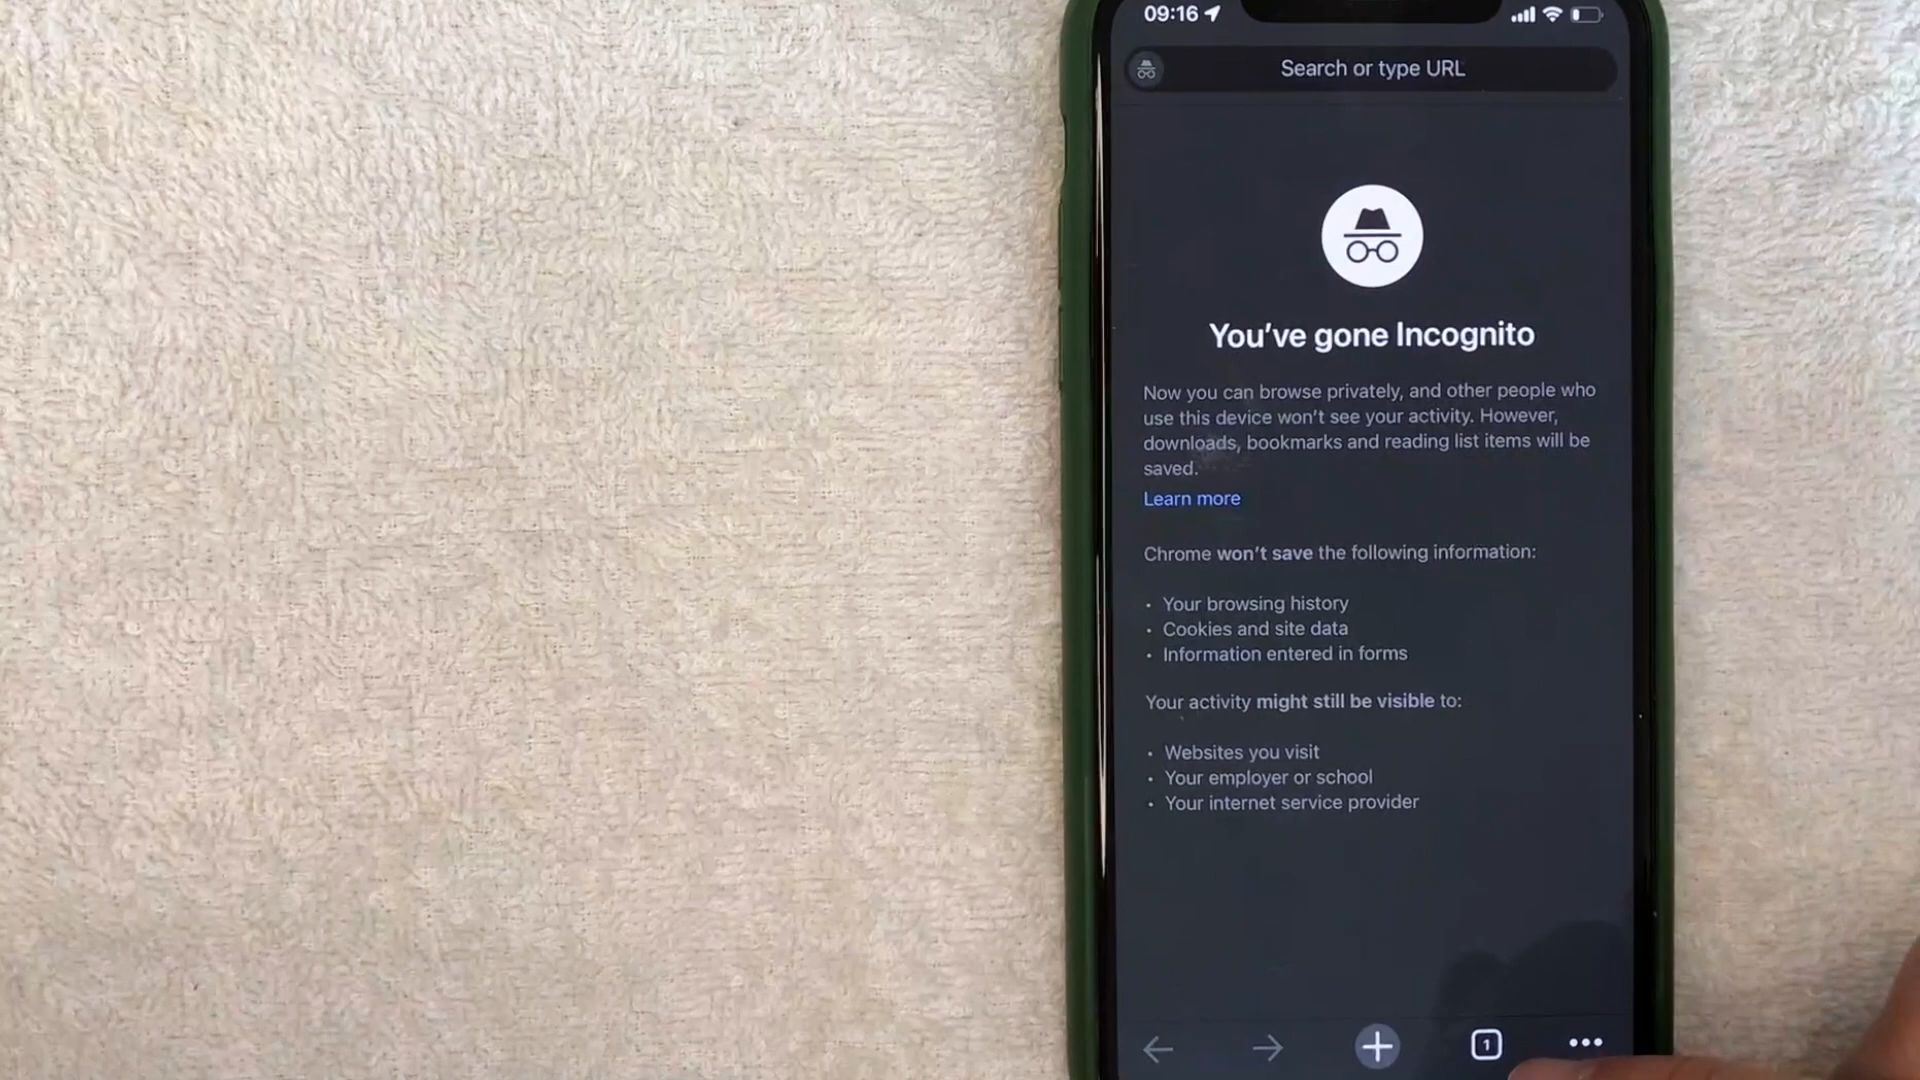 09:16
Search or type URL
You've gone Incognito
Now you can browse privately, and other people who
use this device won't see your activity. However,
downloads, bookmarks and reading list items will be
saved.
Learn more
Chrome won't save the following information:
• Your browsing history
• Cookies and site data
• Information entered in forms
Your activity might still be visible to:
• Websites you visit
• Your employer or school
• Your internet service provider
1